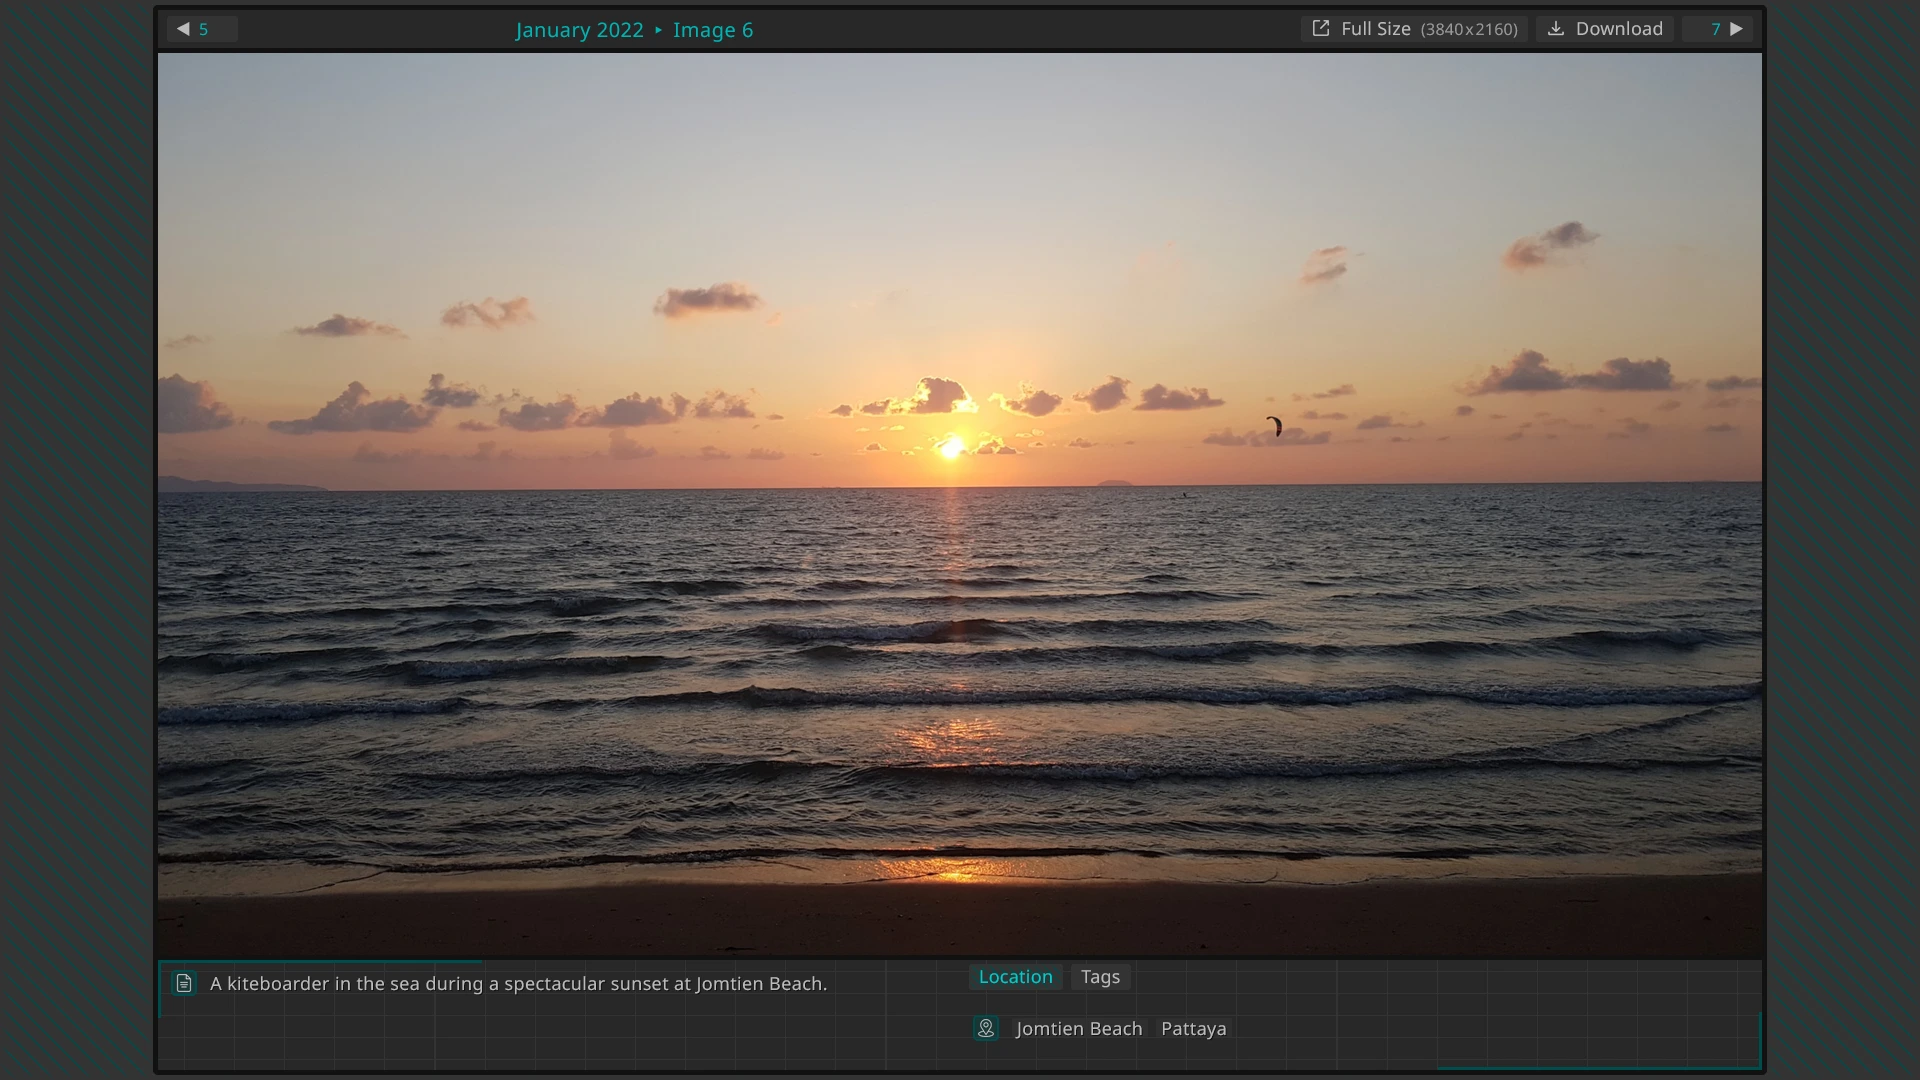 ◀ 5
January 2022 ‣ Image 6
Full Size (3840x2160)
Download
7 ▶
A kiteboarder in the sea during a spectacular sunset at Jomtien Beach.
Location Tags
Jomtien Beach Pattaya